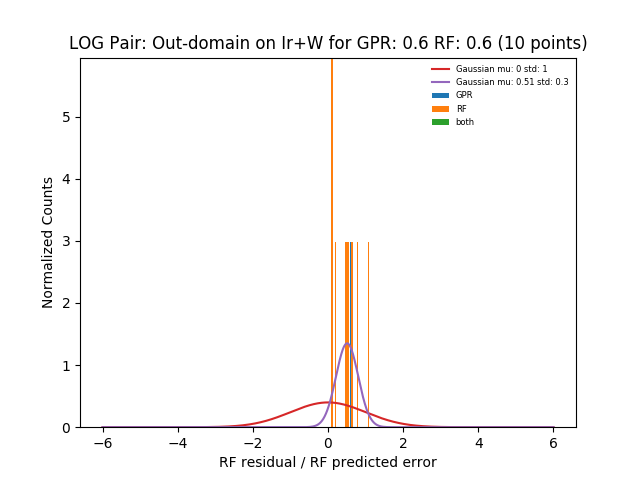 LOG Pair: Out-domain on Ir+W for GPR: 0.6 RF: 0.6 (10 points)
Gaussian mu: 0 std: 1
Gaussian mu: 0.51 std: 0.3
GPR
RF
both
Normalized Counts
5
4
3
2
1
0
−6
−4
−2
0
2
4
6
RF residual / RF predicted error